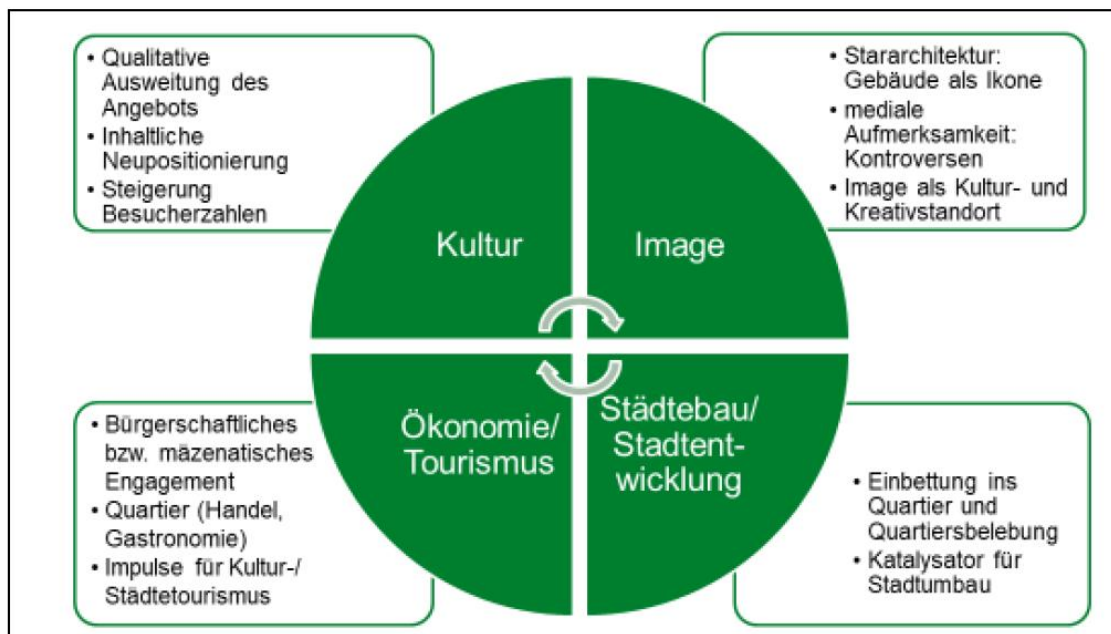 • Qualitative
Ausweitung des
Angebots
• Inhaltliche
Neupositionierung
• Steigerung
Besucherzahlen
• Stararchitektur:
Gebäude als Ikone
• mediale
Aufmerksamkeit:
Kontroversen
• Image als Kultur- und
Kreativstandort
Kultur
Image
Ökonomie/
Tourismus
Städtebau/
Stadtent-
wicklung
• Bürgerschaftliches
bzw. mäzenatisches
Engagement
• Quartier (Handel,
Gastronomie)
• Impulse für Kultur-/
Städtetourismus
• Einbettung ins
Quartier und
Quartiersbelebung
• Katalysator für
Stadtumbau